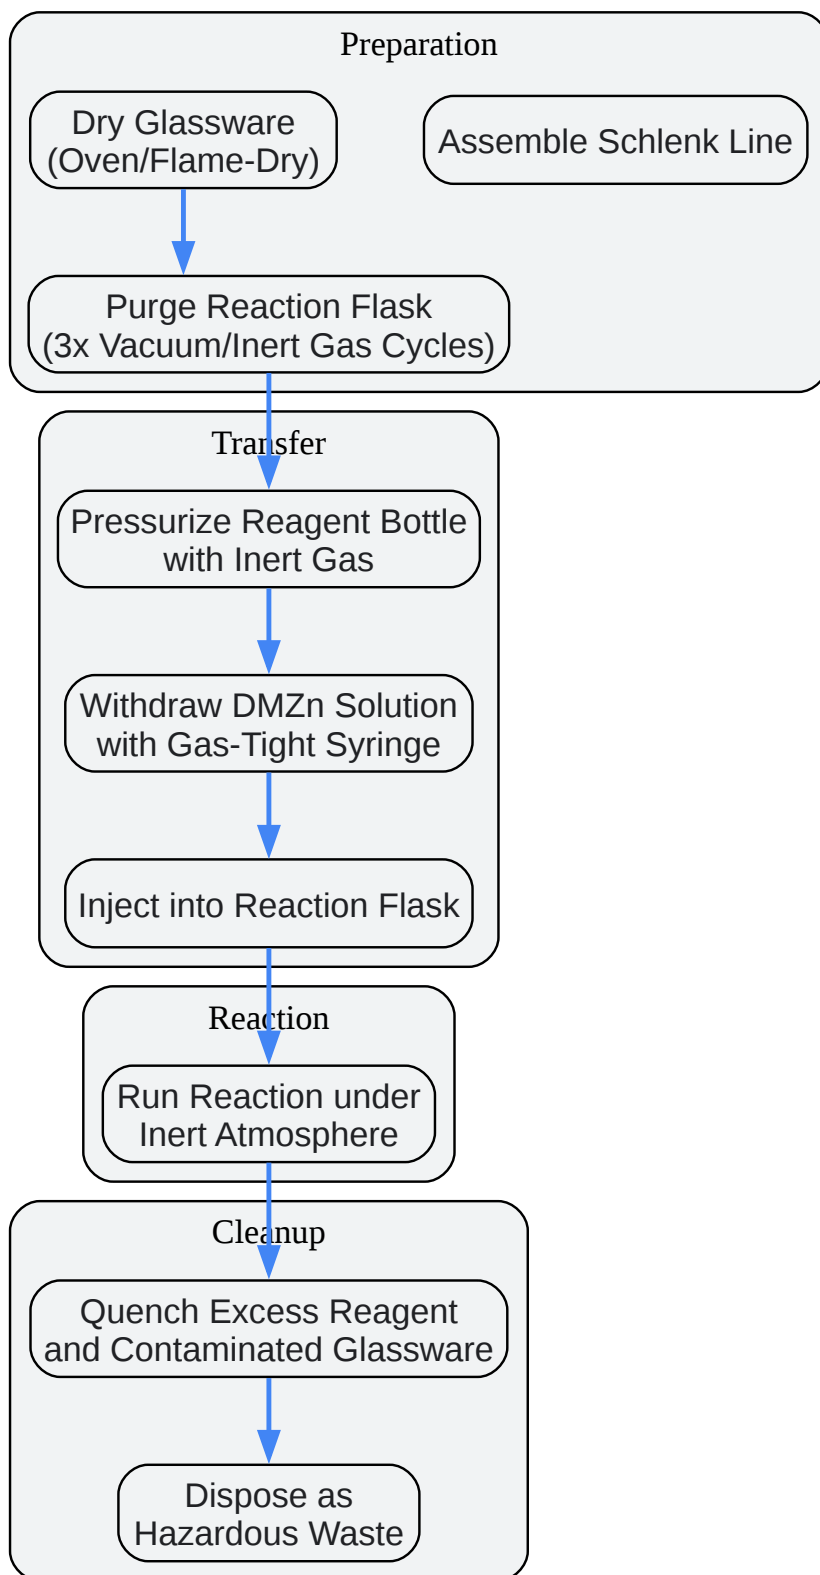 Preparation
Dry Glassware
(Oven/Flame-Dry)
Assemble Schlenk Line
Purge Reaction Flask
(3x Vacuum/Inert Gas Cycles)
Transfer
Pressurize Reagent Bottle
with Inert Gas
Withdraw DMZn Solution
with Gas-Tight Syringe
Inject into Reaction Flask
Reaction
Run Reaction under
Inert Atmosphere
Cleanup
Quench Excess Reagent
and Contaminated Glassware
Dispose as
Hazardous Waste